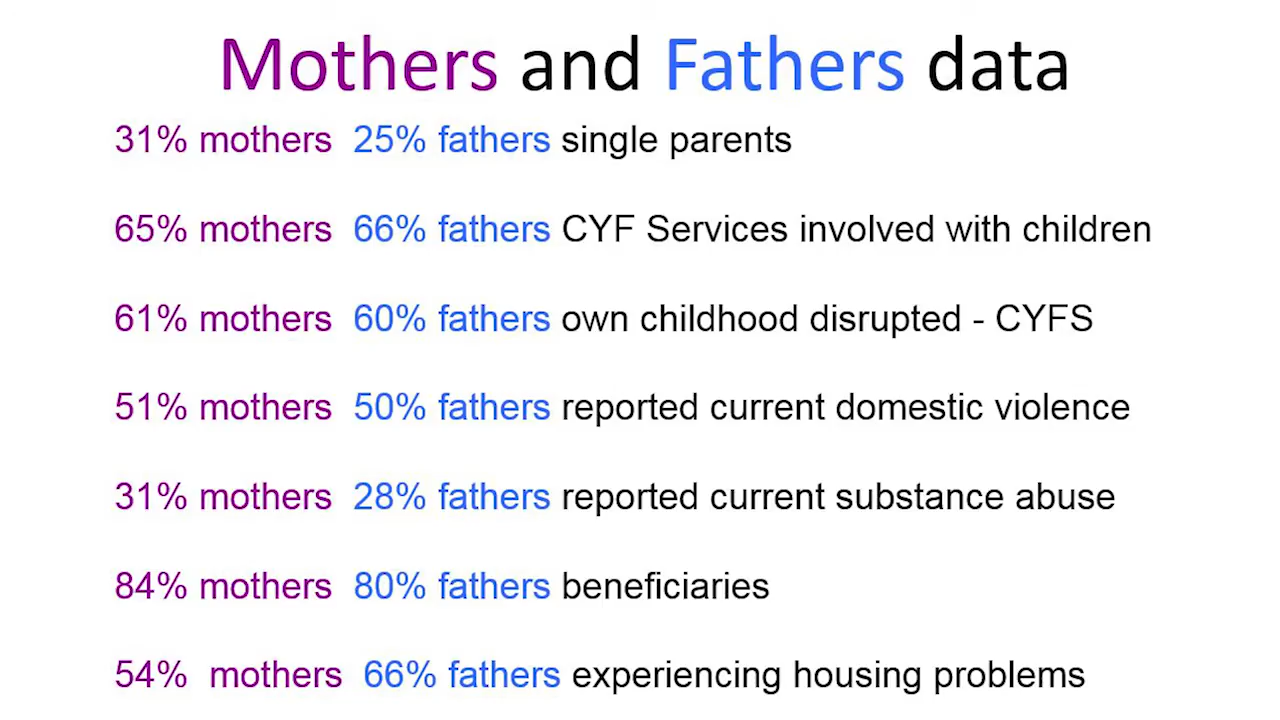 Mothers and Fathers data
31% mothers 25% fathers single parents
65% mothers 66% fathers CYF Services involved with children
61% mothers 60% fathers own childhood disrupted - CYFS
51% mothers 50% fathers reported current domestic violence
31% mothers 28% fathers reported current substance abuse
84% mothers 80% fathers beneficiaries
54% mothers 66% fathers experiencing housing problems